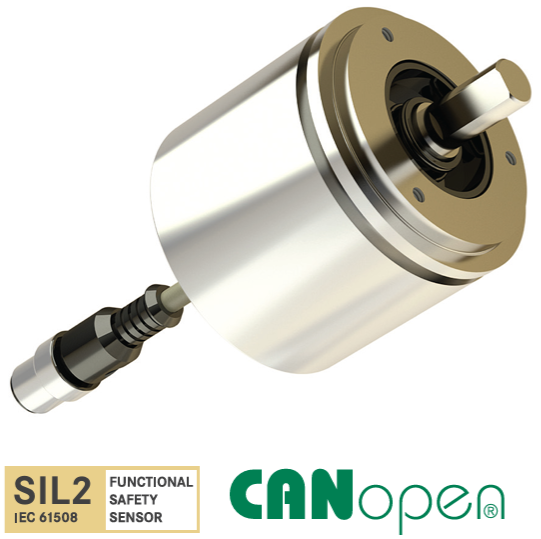 SIL2
IEC 61508
FUNCTIONAL
SAFETY
SENSOR
CANopen®